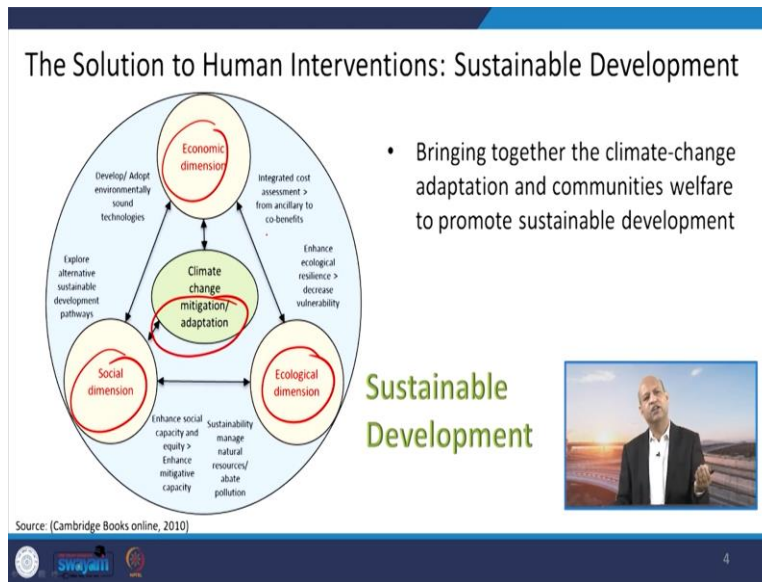 The Solution to Human Interventions: Sustainable Development
Economic
dimension
Develop/ Adopt
environmentally
sound
technologies
Integrated cost
assessment >
from ancillary to
co-benefits
Explore
alternative
sustainable
development
pathways
Climate
change
mitigation/
adaptation
Enhance
ecological
resilience >
decrease
vulnerability
Social
dimension
Ecological
dimension
Enhance social
capacity and
equity >
Enhance
mitigative
capacity
Sustainability
manage
natural
resources/
abate
pollution
• Bringing together the climate-change
adaptation and communities welfare
to promote sustainable development
Sustainable
Development
Source: (Cambridge Books online, 2010)
swayam
4